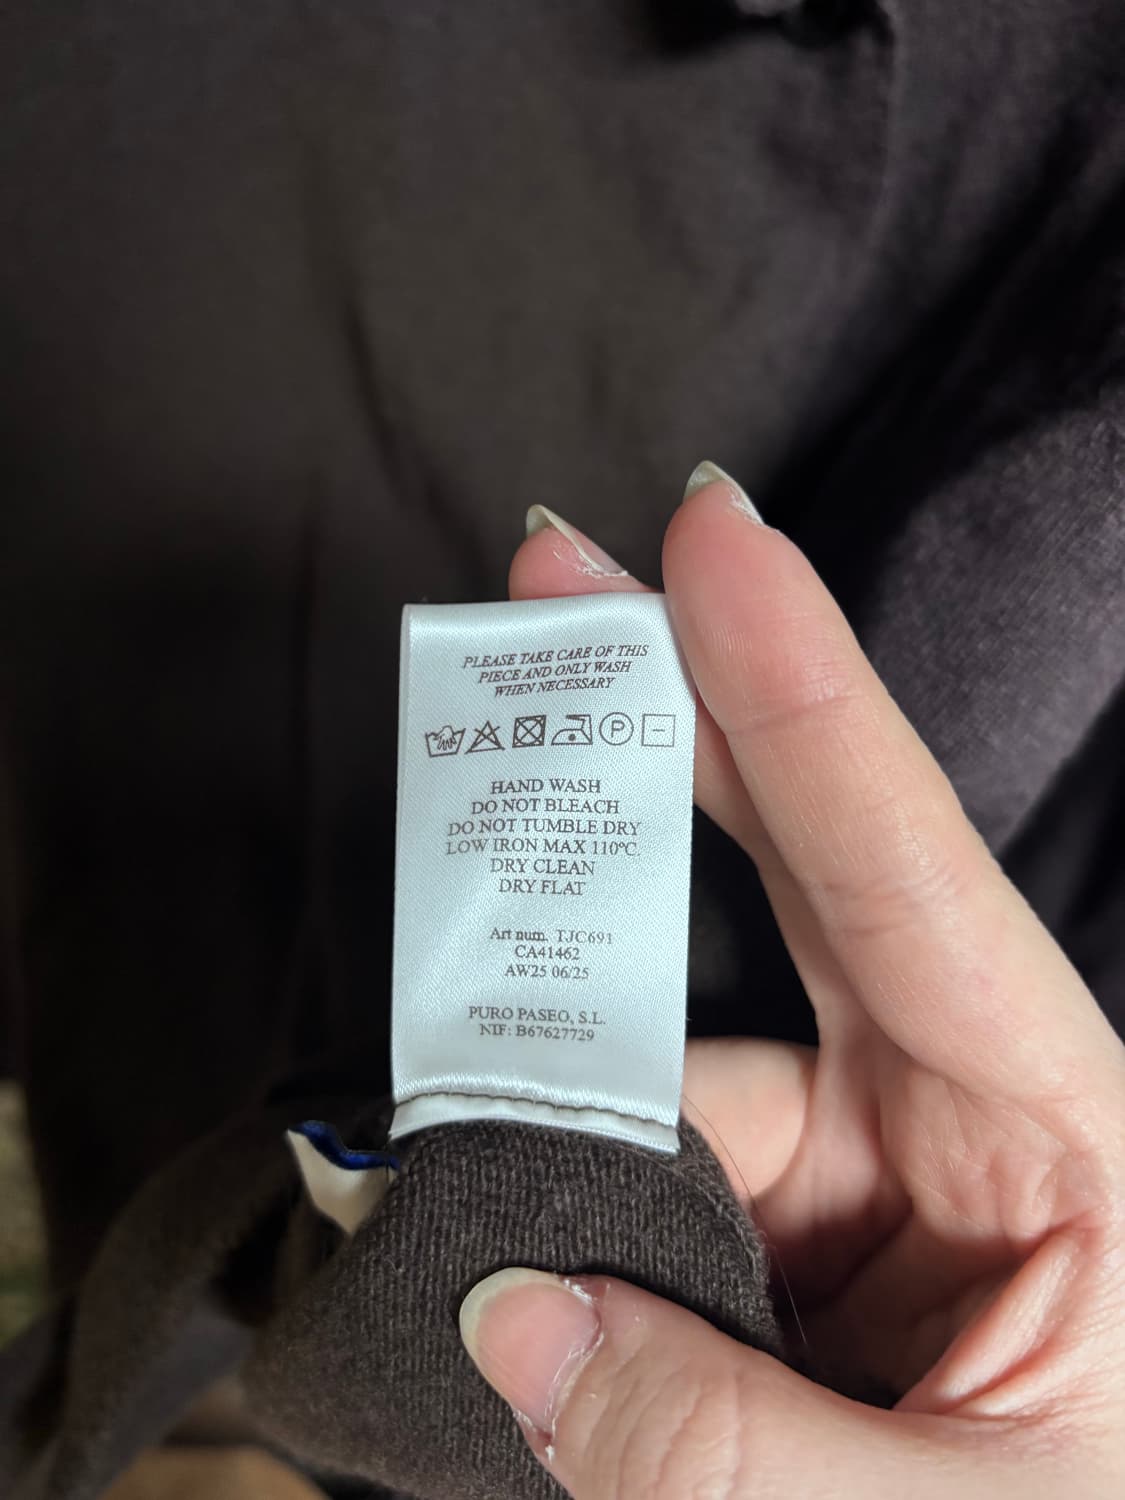 PLEASE TAKE CARE OF THIS
PIECE AND ONLY WASH
WHEN NECESSARY
P
HAND WASH
DO NOT BLEACH
DO NOT TUMBLE DRY
LOW IRON MAX 110ºC.
DRY CLEAN
DRY FLAT
Art num. TJC691
CA41462
AW25 06/25
PURO PASEO, S.L.
NIF: B67627729